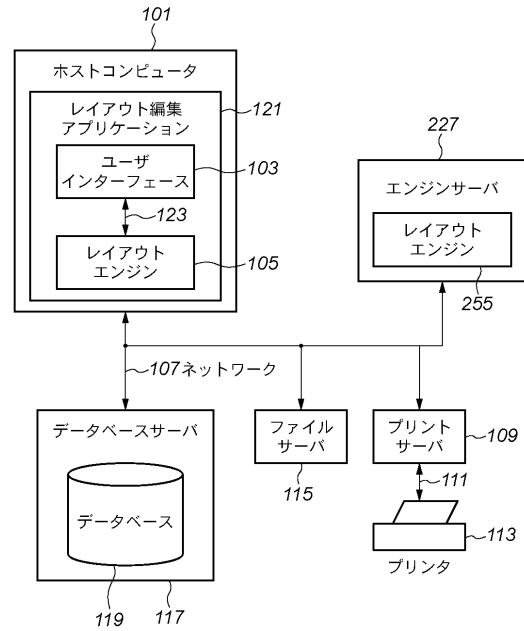 101
ホストコンピュータ
レイアウト編集
アプリケーション
121
ユーザ
インターフェース
103
123
レイアウト
エンジン
105
227
エンジンサーバ
レイアウト
エンジン
255
107ネットワーク
データベースサーバ
データベース
119
117
ファイル
サーバ
115
プリント
サーバ
109
111
113
プリンタ